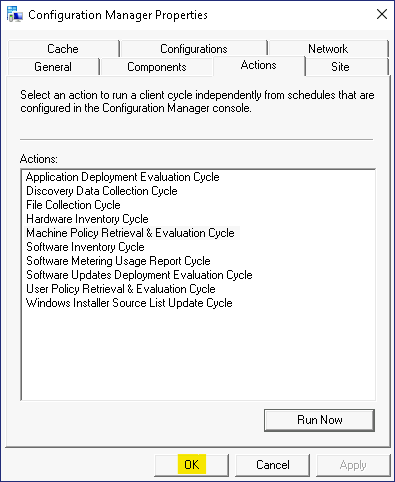 Configuration Manager Properties
Cache
Configurations
Network
General
Components
Actions
Site
Select an action to run a client cycle independently from schedules that are
configured in the Configuration Manager console.
Actions:
Application Deployment Evaluation Cycle
Discovery Data Collection Cycle
File Collection Cycle
Hardware Inventory Cycle
Machine Policy Retrieval & Evaluation Cycle
Software Inventory Cycle
Software Metering Usage Report Cycle
Software Updates Deployment Evaluation Cycle
User Policy Retrieval & Evaluation Cycle
Windows Installer Source List Update Cycle
Run Now
OK
Cancel
Apply